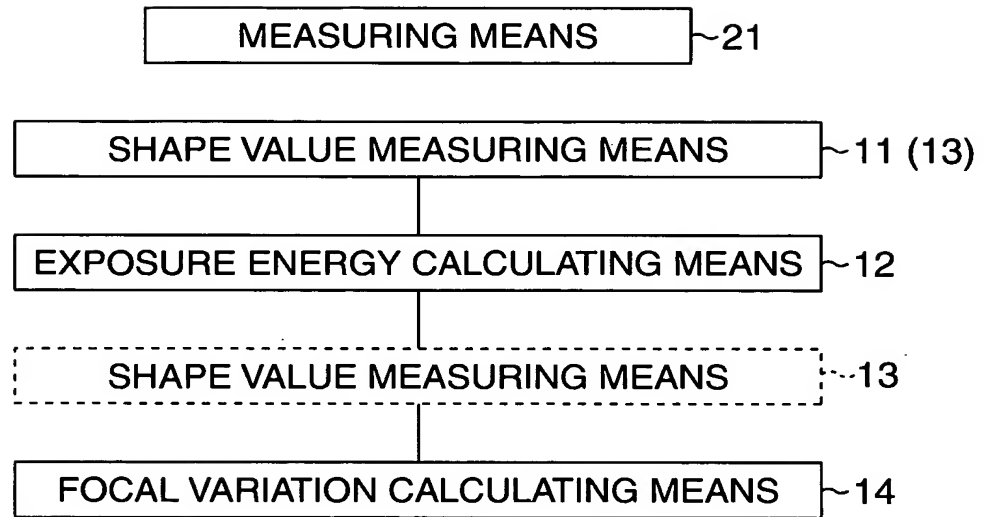 MEASURING MEANS ~21
SHAPE VALUE MEASURING MEANS ~11 (13)
EXPOSURE ENERGY CALCULATING MEANS ~12
SHAPE VALUE MEASURING MEANS ~13
FOCAL VARIATION CALCULATING MEANS ~14